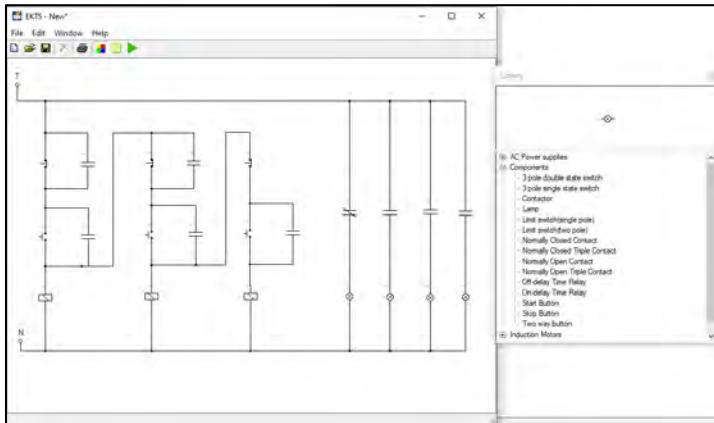 EKTS - New*
File Edit Window Help
T
N
AC Power supplies
Components
3 pole double state switch
3 pole single state switch
Contactor
Lamp
Limit switch(single pole)
Limit switch(two pole)
Normally Closed Contact
Normally Closed Triple Contact
Normally Open Contact
Normally Open Triple Contact
Off-delay Time Relay
On-delay Time Relay
Start Button
Stop Button
Two way button
Induction Motors